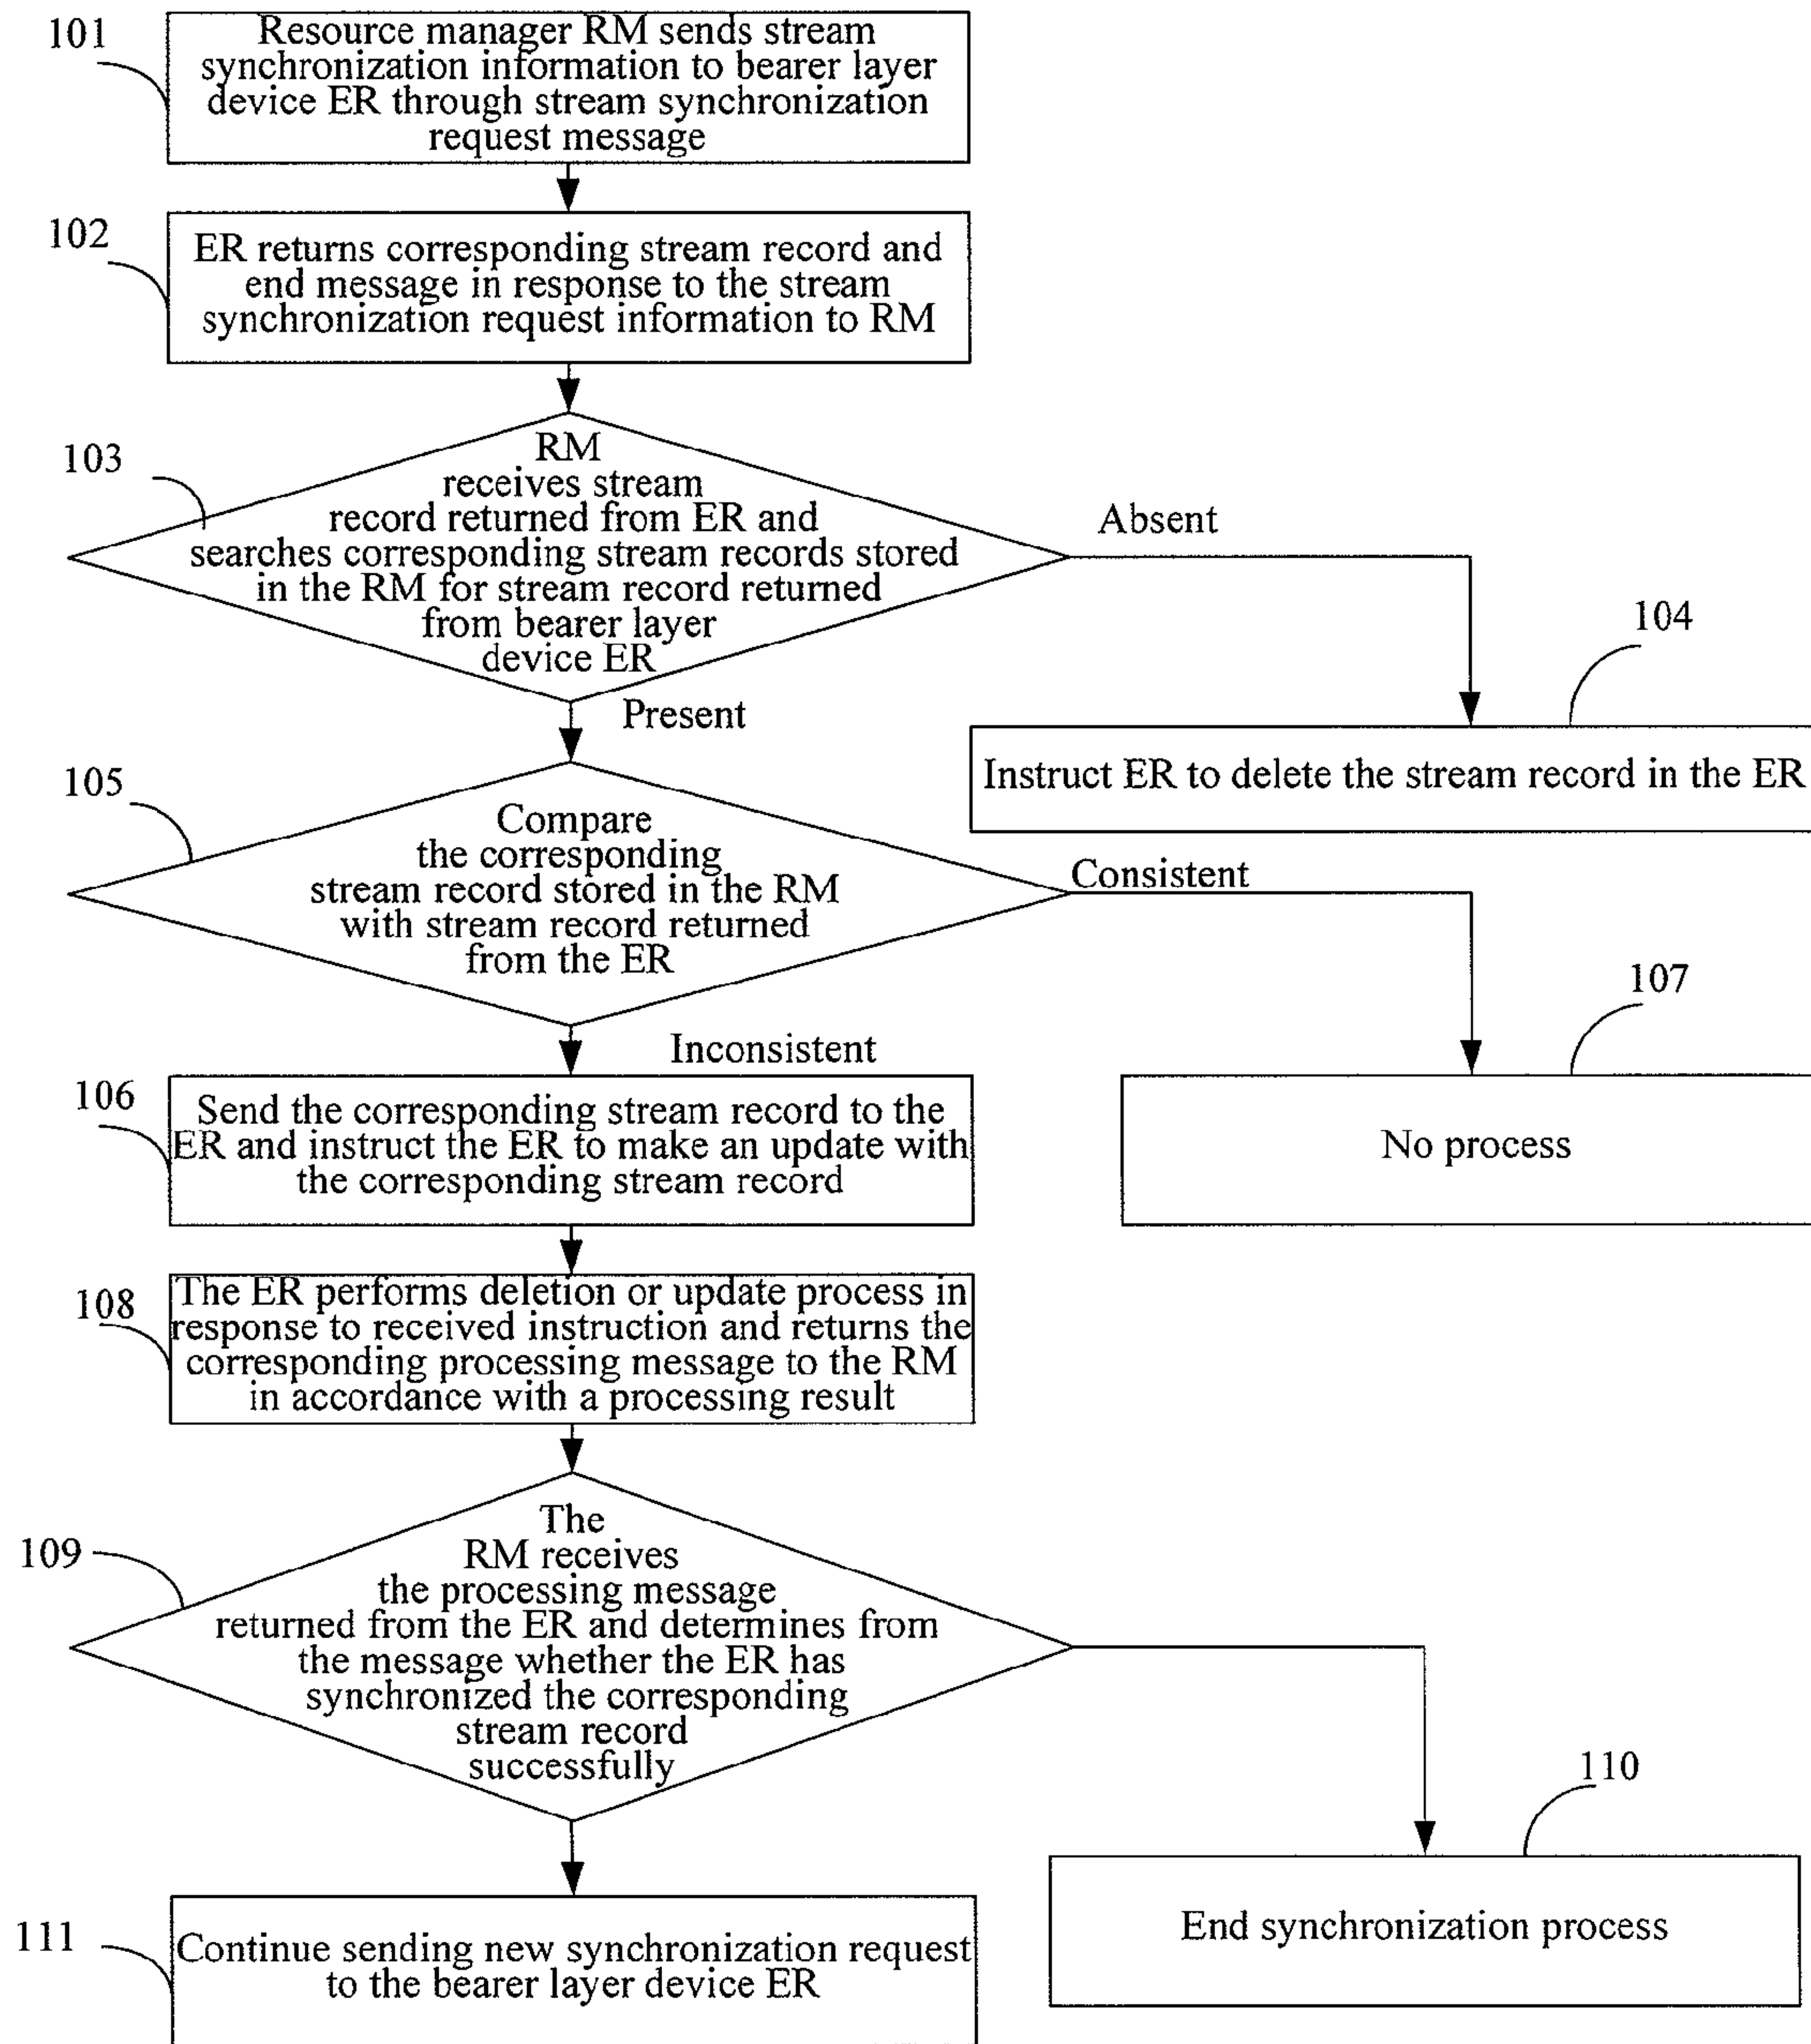 101
Resource manager RM sends stream
synchronization information to bearer layer
device ER through stream synchronization
request message
102
ER returns corresponding stream record and
end message in response to the stream
synchronization request information to RM
103
RM
receives stream
record returned from ER and
searches corresponding stream records stored
in the RM for stream record returned
from bearer layer
device ER
Absent
104
Instruct ER to delete the stream record in the ER
Present
105
Compare
the corresponding
stream record stored in the RM
with stream record returned
from the ER
Consistent
107
No process
Inconsistent
106
Send the corresponding stream record to the
ER and instruct the ER to make an update with
the corresponding stream record
108
The ER performs deletion or update process in
response to received instruction and returns the
corresponding processing message to the RM
in accordance with a processing result
109
The
RM receives
the processing message
returned from the ER and determines from
the message whether the ER has
synchronized the corresponding
stream record
successfully
110
End synchronization process
111
Continue sending new synchronization request
to the bearer layer device ER